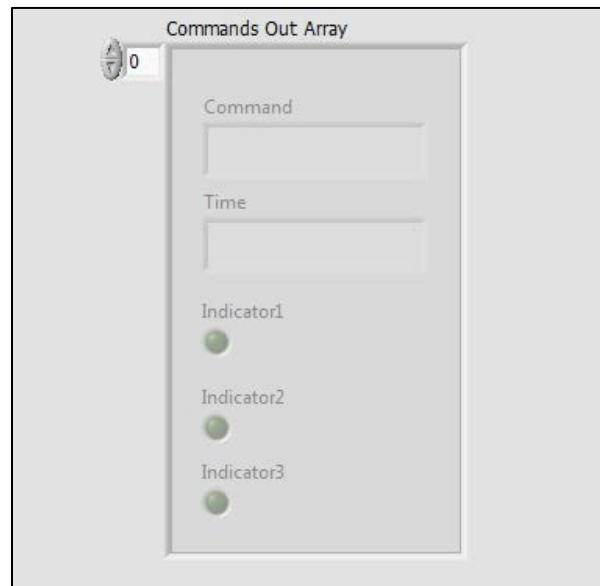 Commands Out Array
0
Command
Time
Indicator1
Indicator2
Indicator3